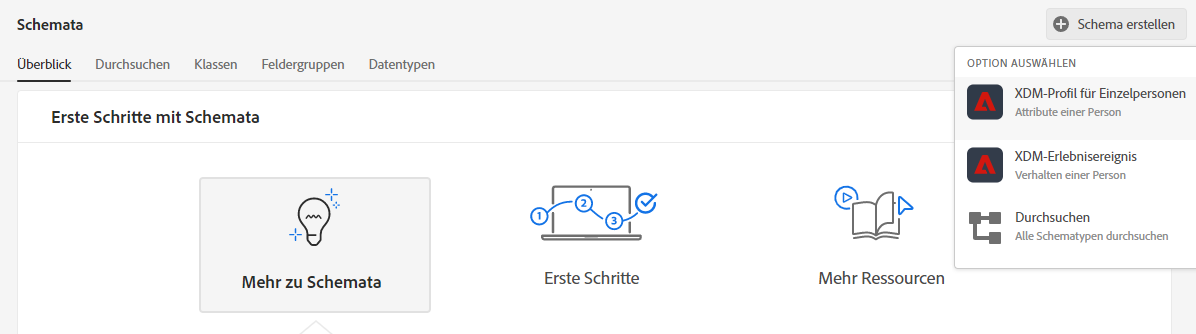 Schemata
Schema erstellen
Überblick Durchsuchen Klassen Feldergruppen Datentypen
OPTION AUSWÄHLEN
XDM-Profil für Einzelpersonen
Attribute einer Person
XDM-Erlebnisereignis
Verhalten einer Person
Durchsuchen
Alle Schematypen durchsuchen
Erste Schritte mit Schemata
Mehr zu Schemata
1 2 3
Erste Schritte
Mehr Ressourcen